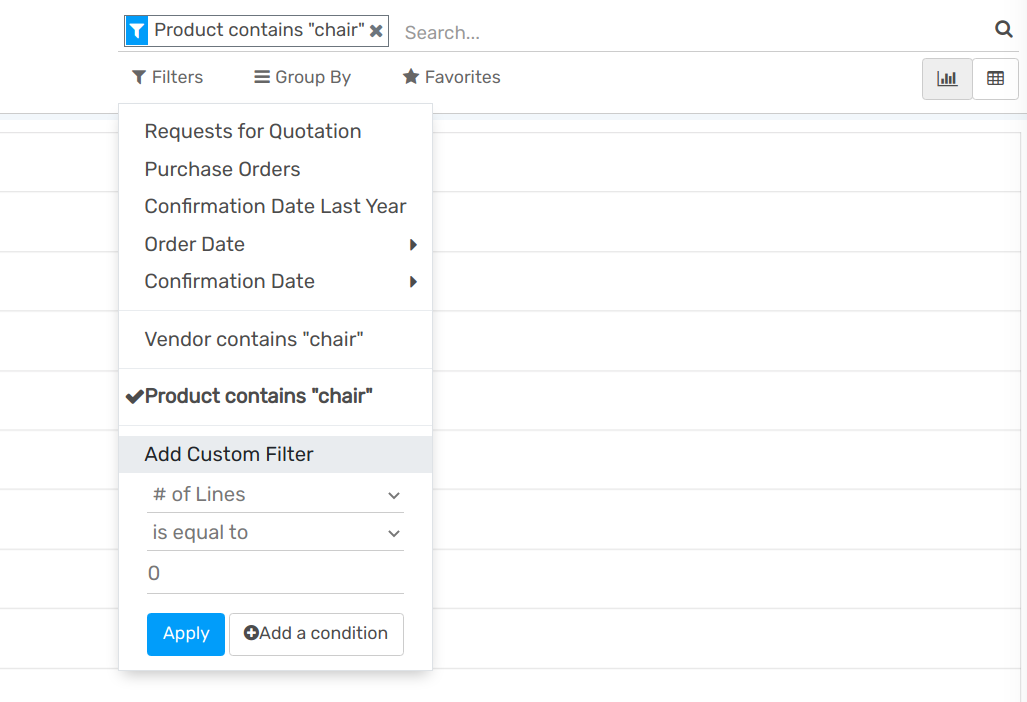 Product contains "chair" Search...
Filters Group By Favorites
Requests for Quotation
Purchase Orders
Confirmation Date Last Year
Order Date
Confirmation Date
Vendor contains "chair"
Product contains "chair"
Add Custom Filter
# of Lines
is equal to
0
Apply Add a condition